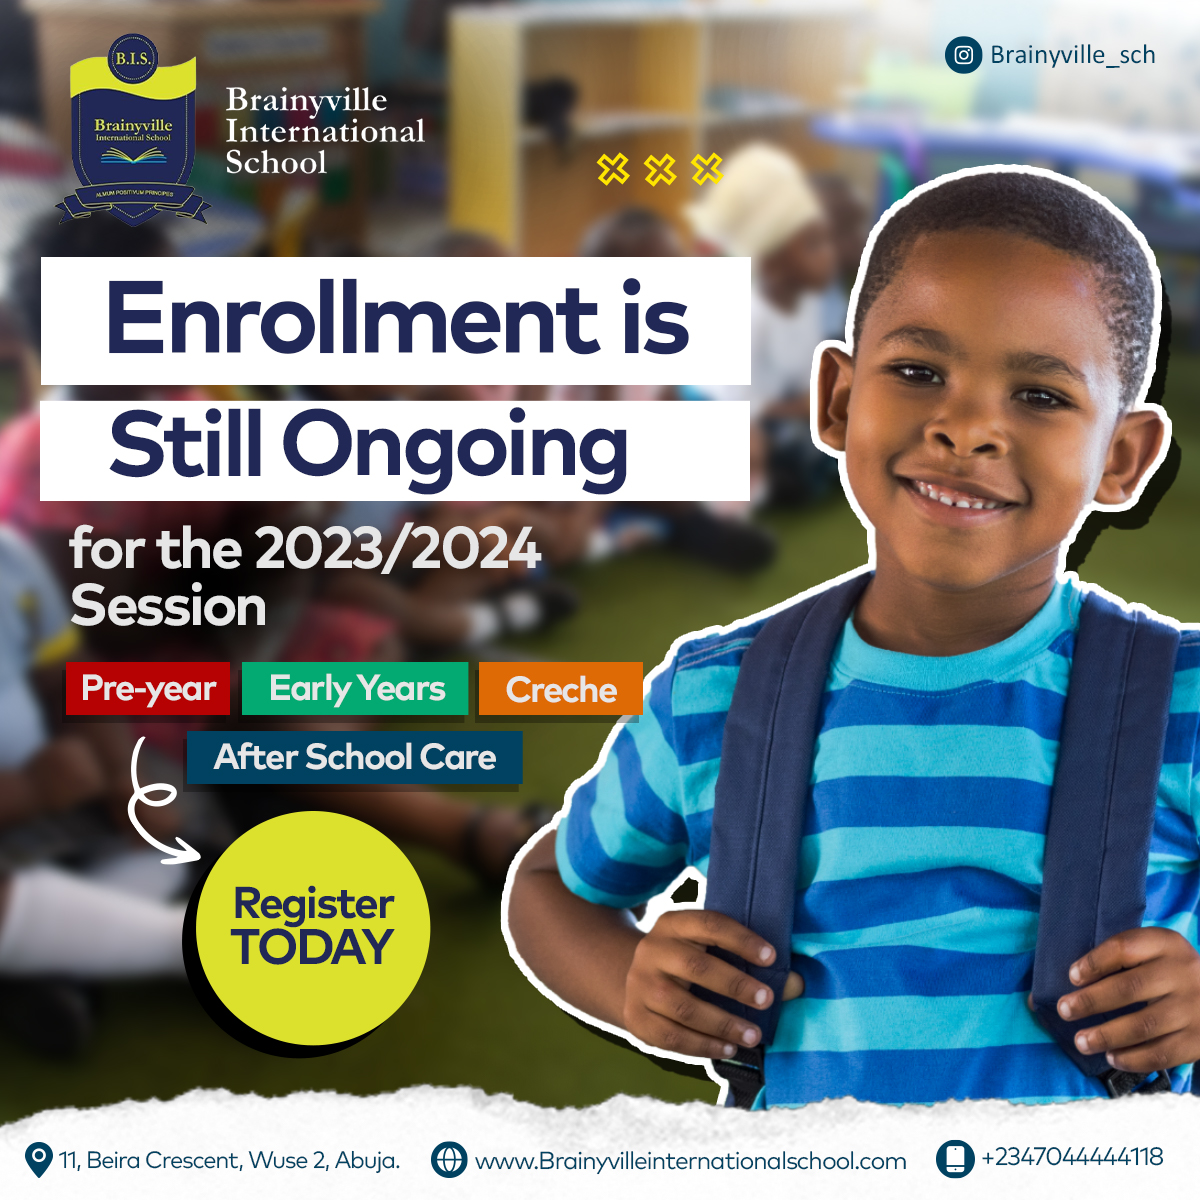 B.I.S.
Brainyville
International School
ALMUM POSITIVUM PRINCIPES
Brainyville
International
School
Brainyville_sch
Enrollment is
Still Ongoing
for the 2023/2024
Session
Pre-year
Early Years
Creche
After School Care
Register
TODAY
11, Beira Crescent, Wuse 2, Abuja.
www.Brainyvilleinternationalschool.com
+2347044444118